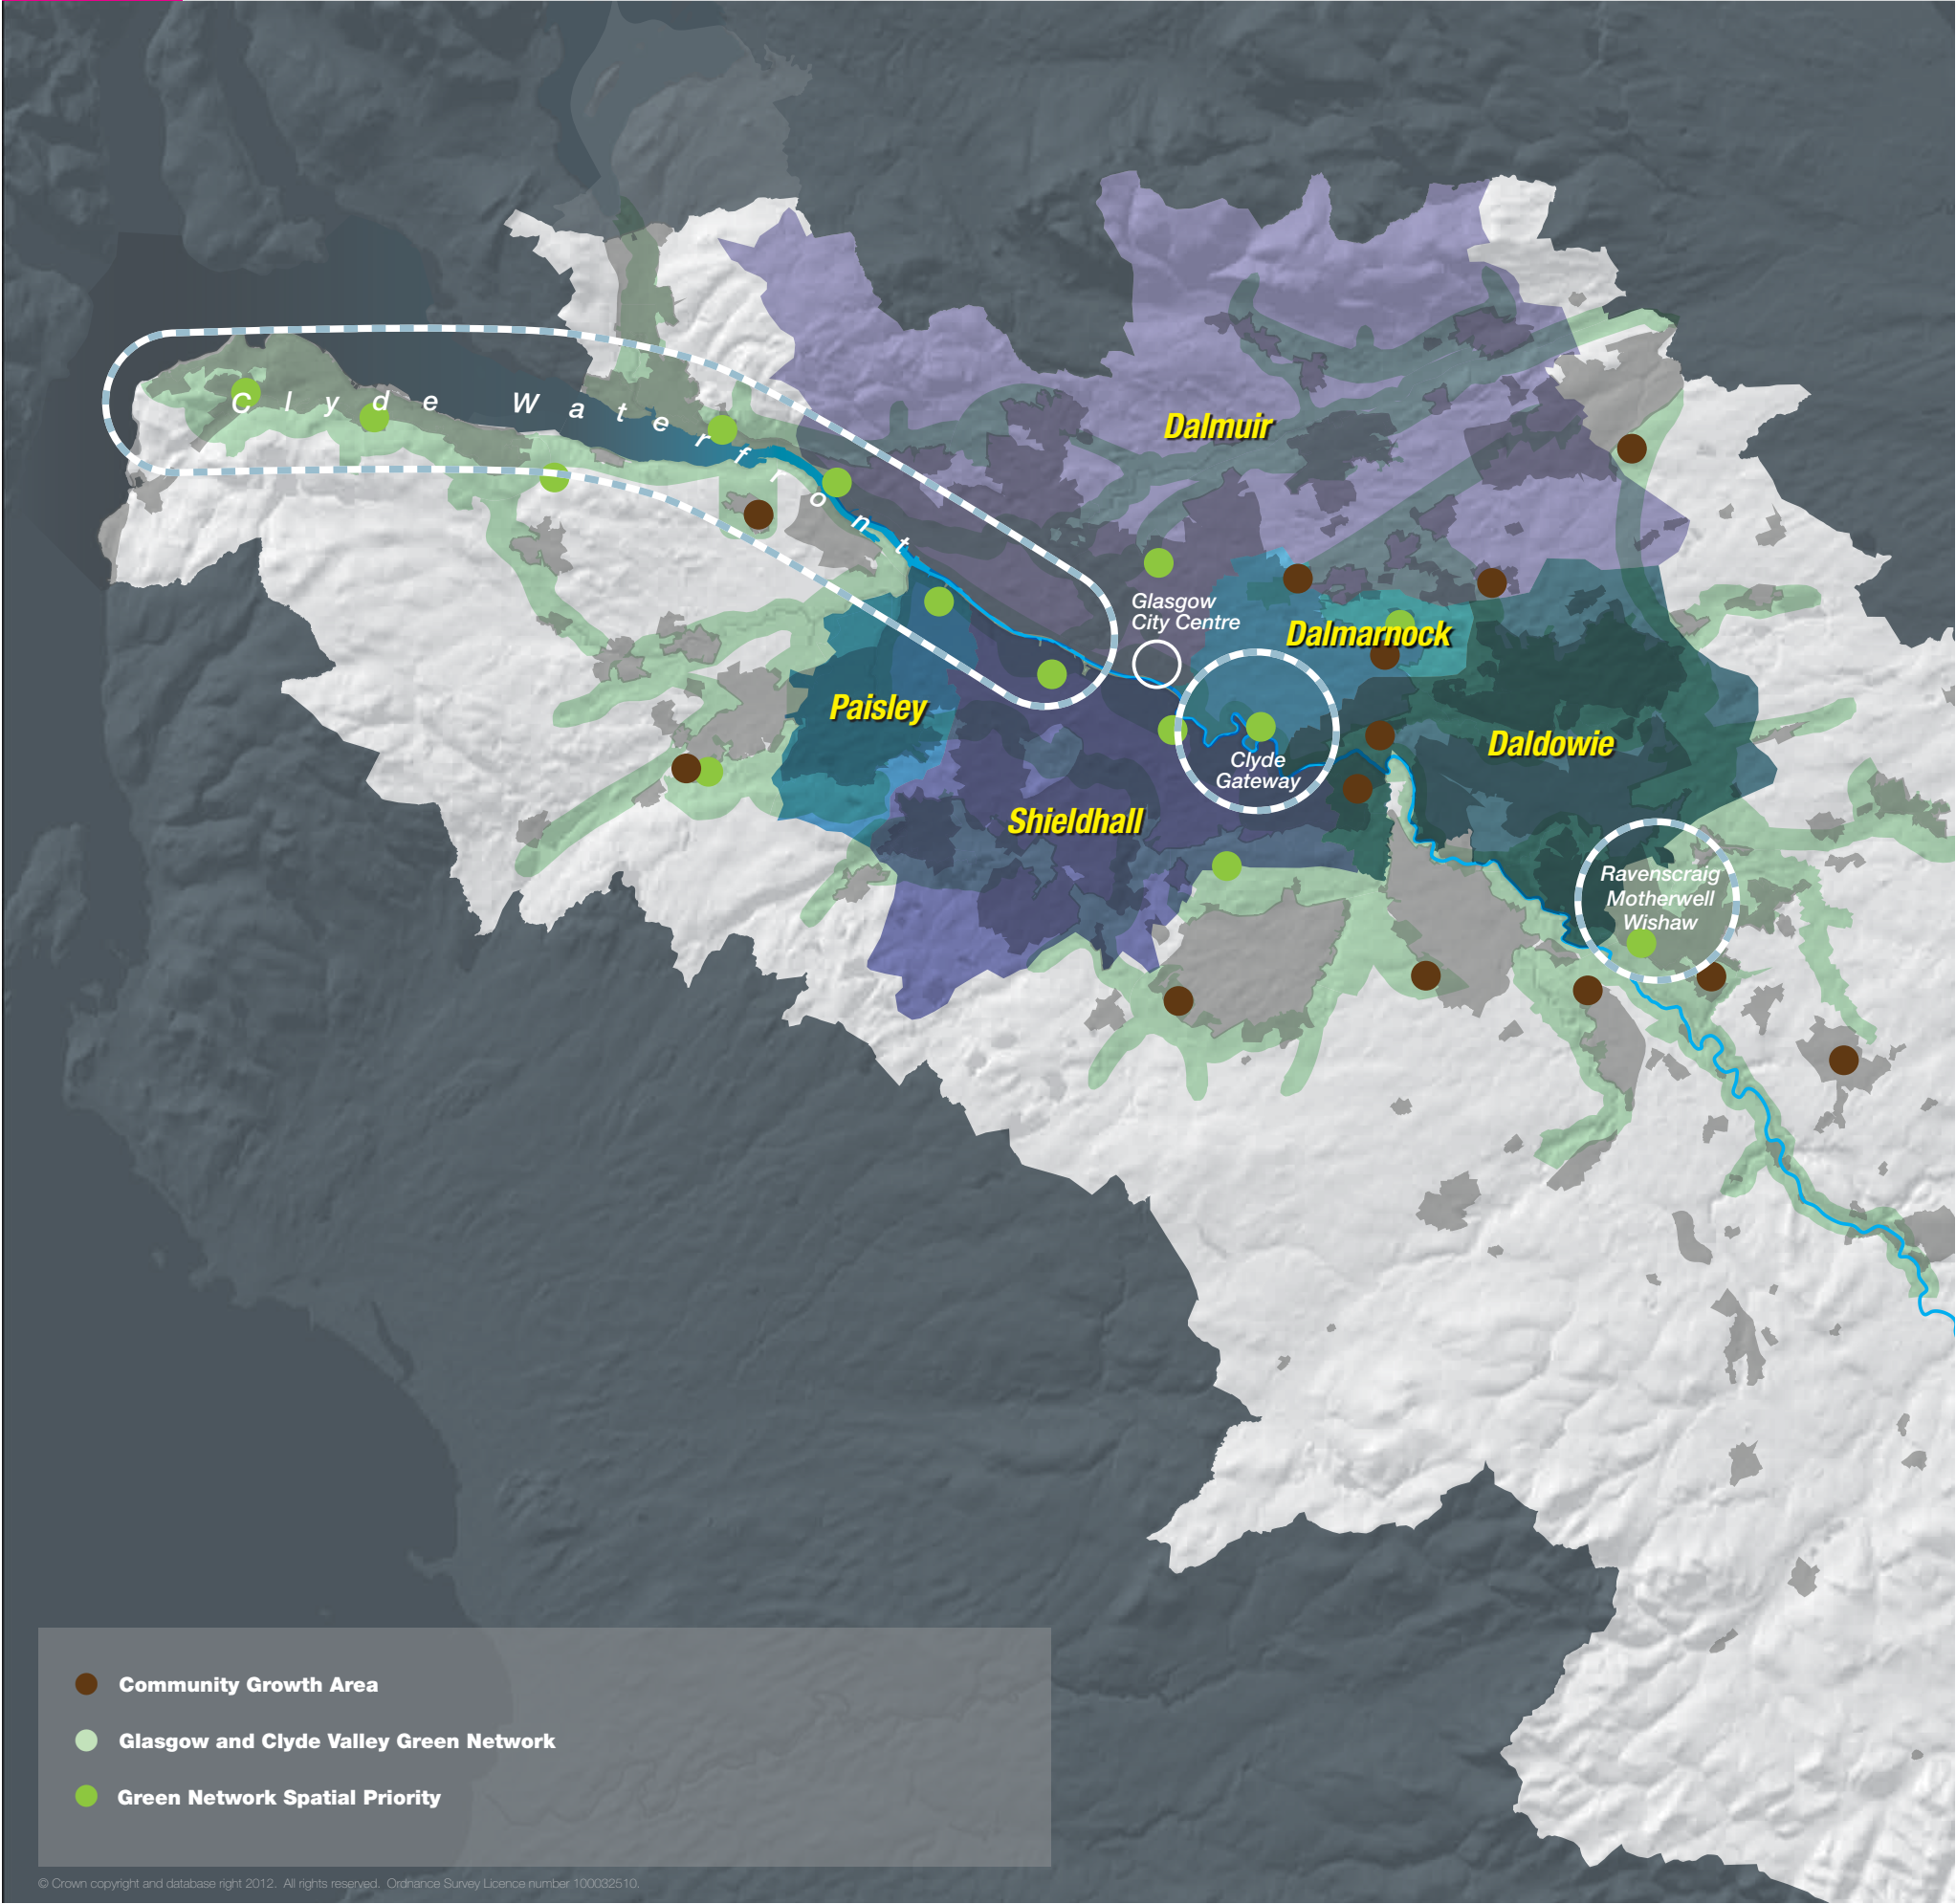 Clyde Waterfront
Dalmuir
Glasgow
City Centre
Dalmarnock
Paisley
Daldowie
Clyde
Gateway
Shieldhall
Ravenscraig
Motherwell
Wishaw
Community Growth Area
Glasgow and Clyde Valley Green Network
Green Network Spatial Priority
© Crown copyright and database right 2012. All rights reserved. Ordnance Survey Licence number 100032510.